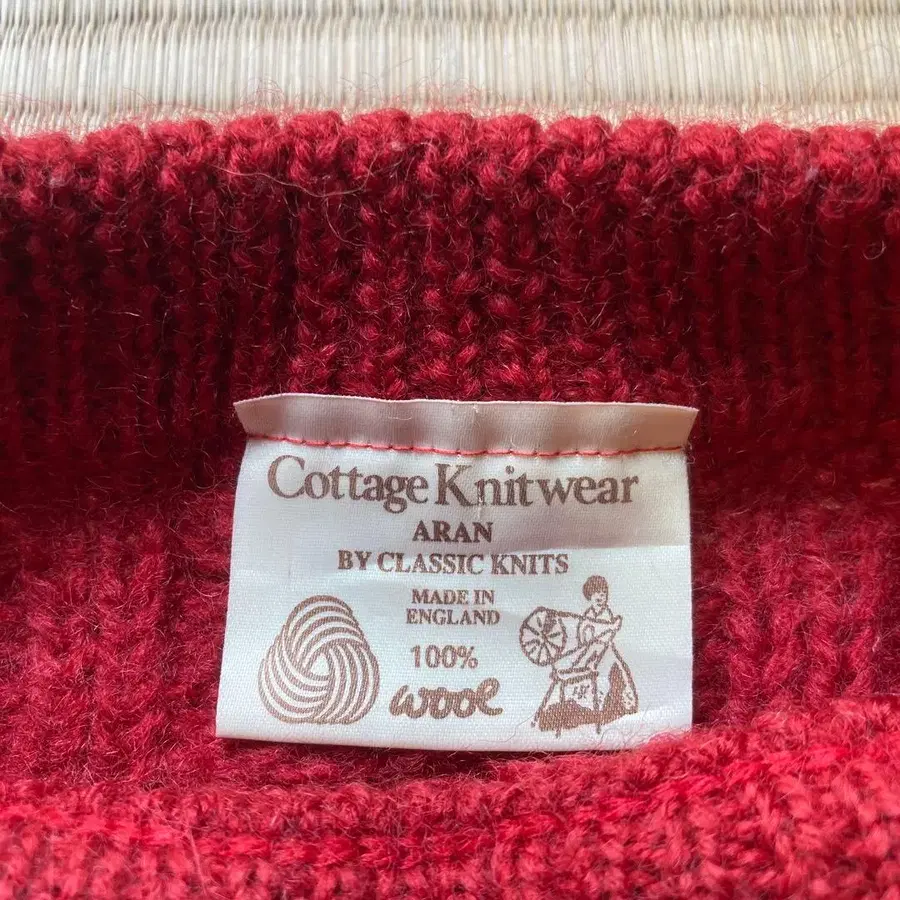 Cottage Knitwear
ARAN
BY CLASSIC KNITS
MADE IN
ENGLAND
100%
wool